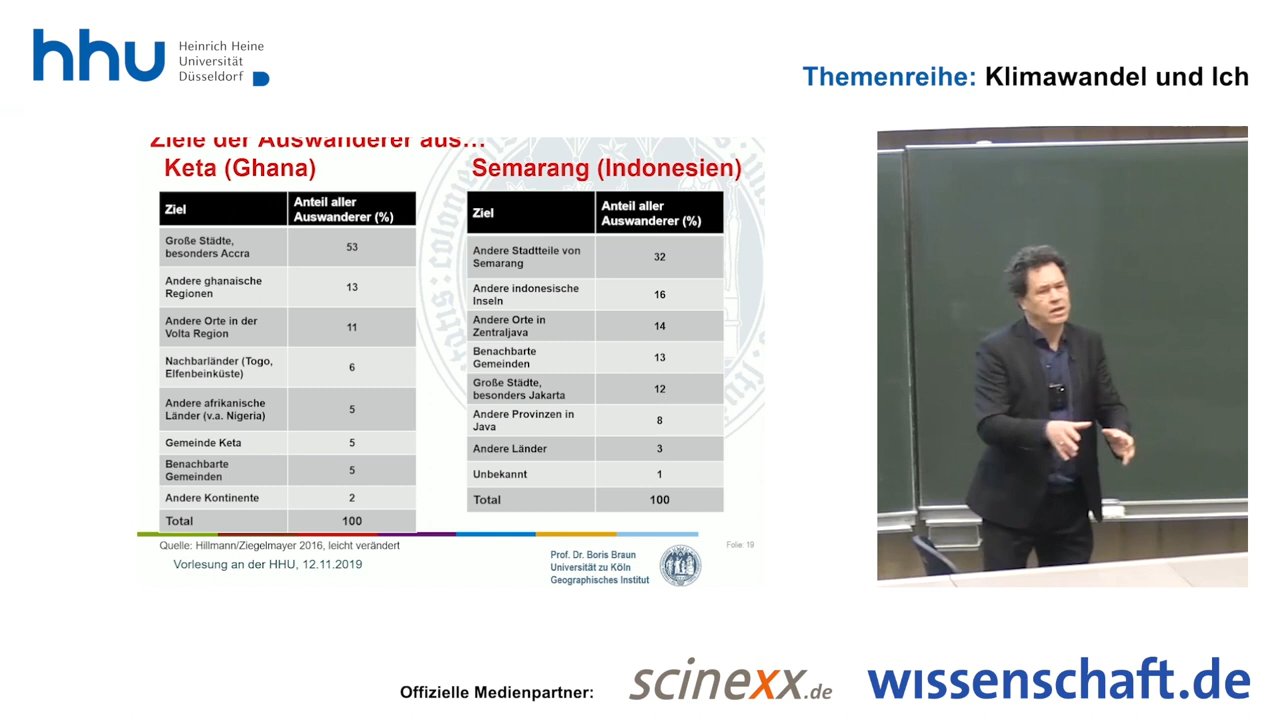 hhu Heinrich Heine
Universität
Düsseldorf
Themenreihe: Klimawandel und Ich
Ziele der Auswanderer aus...
Keta (Ghana)
Ziel Anteil aller
Auswanderer (%)
Große Städte,
besonders Accra 53
Andere ghanaische
Regionen 13
Andere Orte in der
Volta Region 11
Nachbarländer (Togo,
Elfenbeinküste) 6
Andere afrikanische
Länder (v.a. Nigeria) 5
Gemeinde Keta 5
Benachbarte
Gemeinden 5
Andere Kontinente 2
Total 100
Semarang (Indonesien)
Ziel Anteil aller
Auswanderer (%)
Andere Stadtteile von
Semarang 32
Andere indonesische
Inseln 16
Andere Orte in
Zentraljava 14
Benachbarte
Gemeinden 13
Große Städte,
besonders Jakarta 12
Andere Provinzen in
Java 8
Andere Länder 3
Unbekannt 1
Total 100
Quelle: Hillmann/Ziegelmayer 2016, leicht verändert
Vorlesung an der HHU, 12.11.2019
Prof. Dr. Boris Braun
Universität zu Köln
Geographisches Institut
Folie: 19
Offizielle Medienpartner: scinexx.de wissenschaft.de